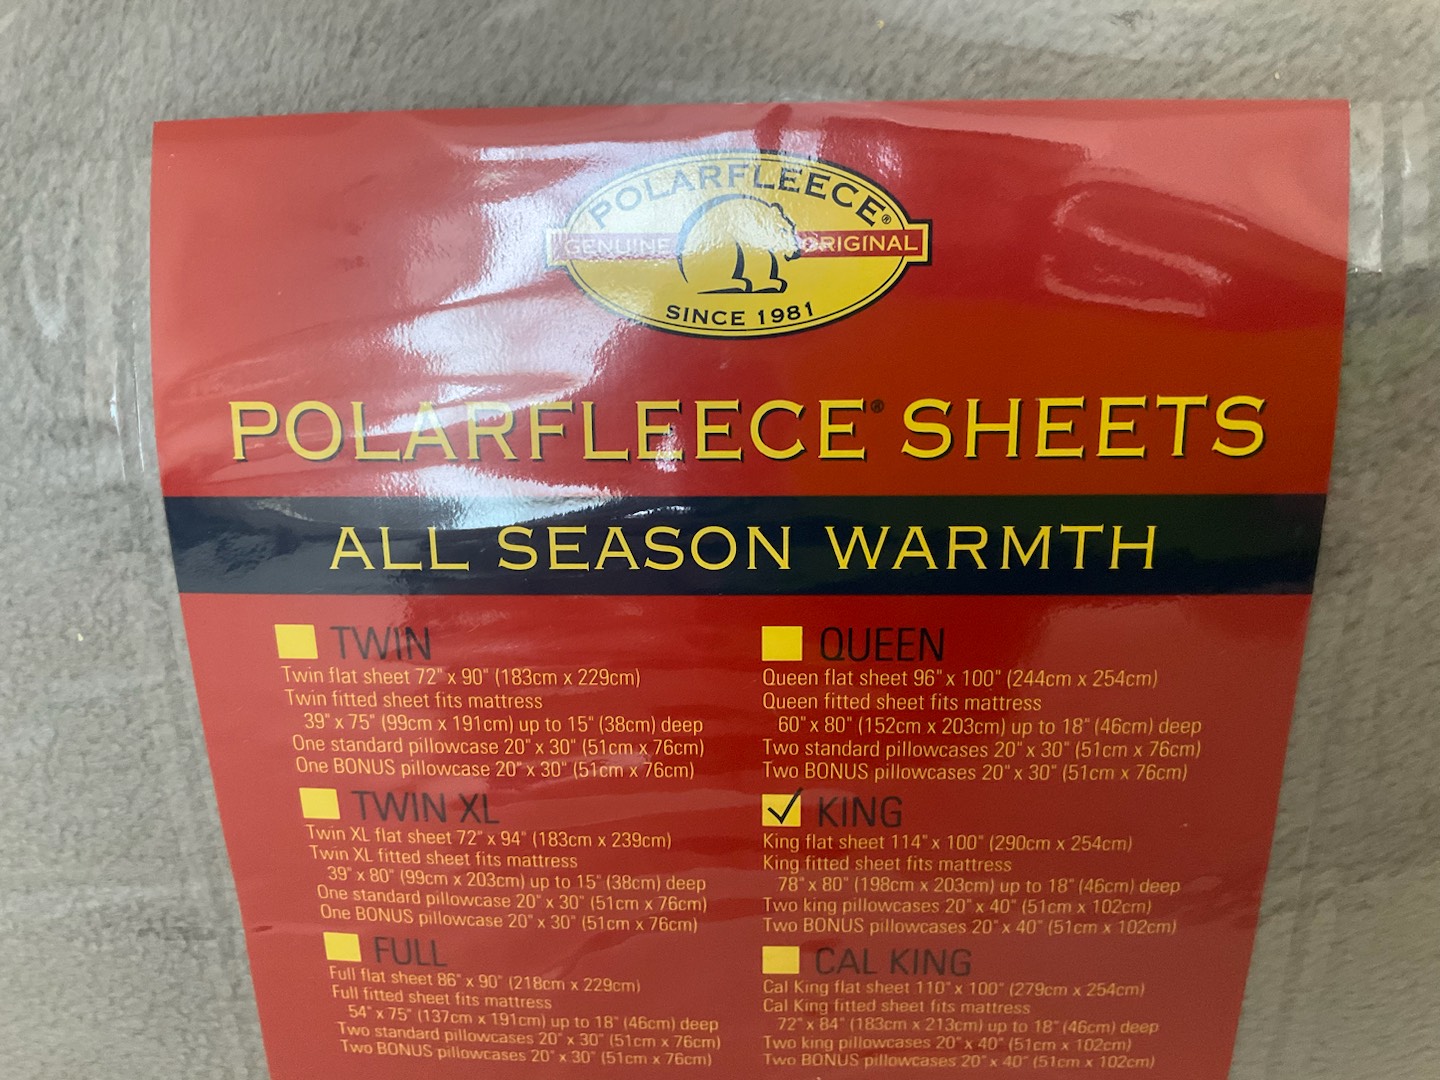 POLARFLEECE®
GENUINE ORIGINAL
SINCE 1981
POLARFLEECE® SHEETS
ALL SEASON WARMTH
TWIN
Twin flat sheet 72" x 90" (183cm x 229cm)
Twin fitted sheet fits mattress
39" x 75" (99cm x 191cm) up to 15" (38cm) deep
One standard pillowcase 20" x 30" (51cm x 76cm)
One BONUS pillowcase 20" x 30" (51cm x 76cm)
TWIN XL
Twin XL flat sheet 72" x 94" (183cm x 239cm)
Twin XL fitted sheet fits mattress
39" x 80" (99cm x 203cm) up to 15" (38cm) deep
One standard pillowcase 20" x 30" (51cm x 76cm)
One BONUS pillowcase 20" x 30" (51cm x 76cm)
FULL
Full flat sheet 86" x 90" (218cm x 229cm)
Full fitted sheet fits mattress
54" x 75" (137cm x 191cm) up to 18" (46cm) deep
Two standard pillowcases 20" x 30" (51cm x 76cm)
Two BONUS pillowcases 20" x 30" (51cm x 76cm)
QUEEN
Queen flat sheet 96" x 100" (244cm x 254cm)
Queen fitted sheet fits mattress
60" x 80" (152cm x 203cm) up to 18" (46cm) deep
Two standard pillowcases 20" x 30" (51cm x 76cm)
Two BONUS pillowcases 20" x 30" (51cm x 76cm)
KING
King flat sheet 114" x 100" (290cm x 254cm)
King fitted sheet fits mattress
78" x 80" (198cm x 203cm) up to 18" (46cm) deep
Two king pillowcases 20" x 40" (51cm x 102cm)
Two BONUS pillowcases 20" x 40" (51cm x 102cm)
CAL KING
Cal King flat sheet 110" x 100" (279cm x 254cm)
Cal King fitted sheet fits mattress
72" x 84" (183cm x 213cm) up to 18" (46cm) deep
Two king pillowcases 20" x 40" (51cm x 102cm)
Two BONUS pillowcases 20" x 40" (51cm x 102cm)